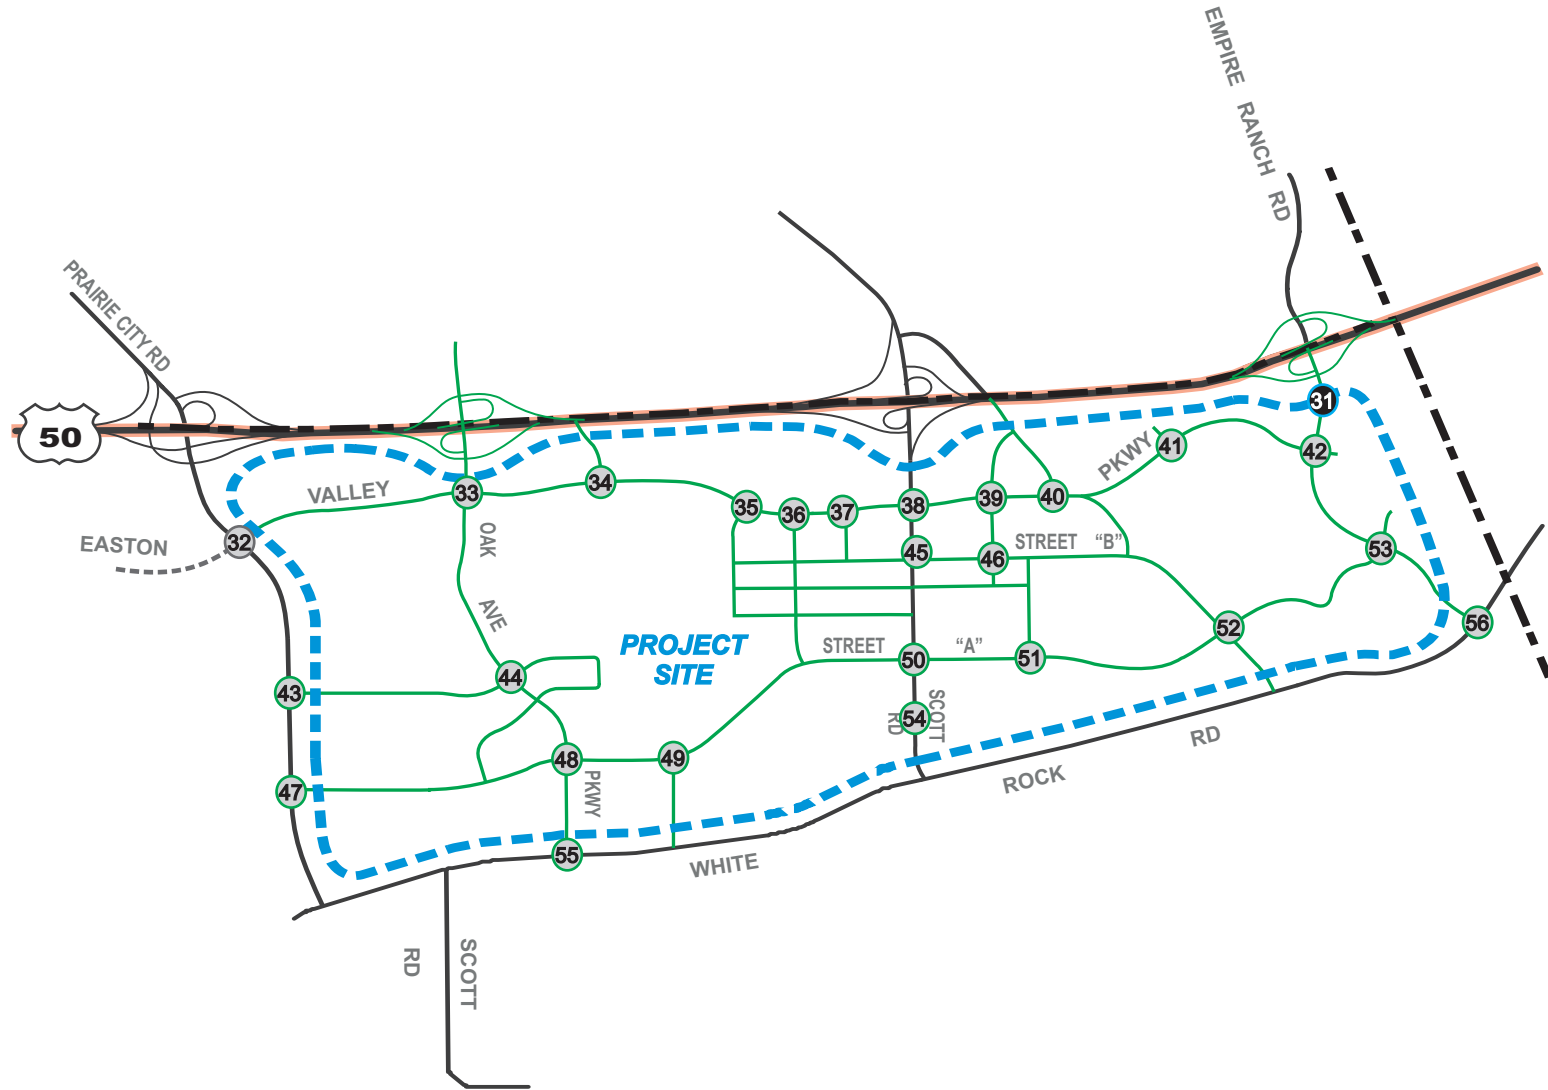 EMPIRE RANCH RD
PRAIRIE CITY RD
50
31
32
33
34
35
36
37
38
39
40
41
42
VALLEY
PKWY
EASTON
OAK
AVE
45
46
STREET "B"
53
56
52
PROJECT
SITE
STREET
50
"A"
51
43
44
54
SCOTT
RD
47
48
49
PKWY
55
WHITE
ROCK
RD
SCOTT
RD